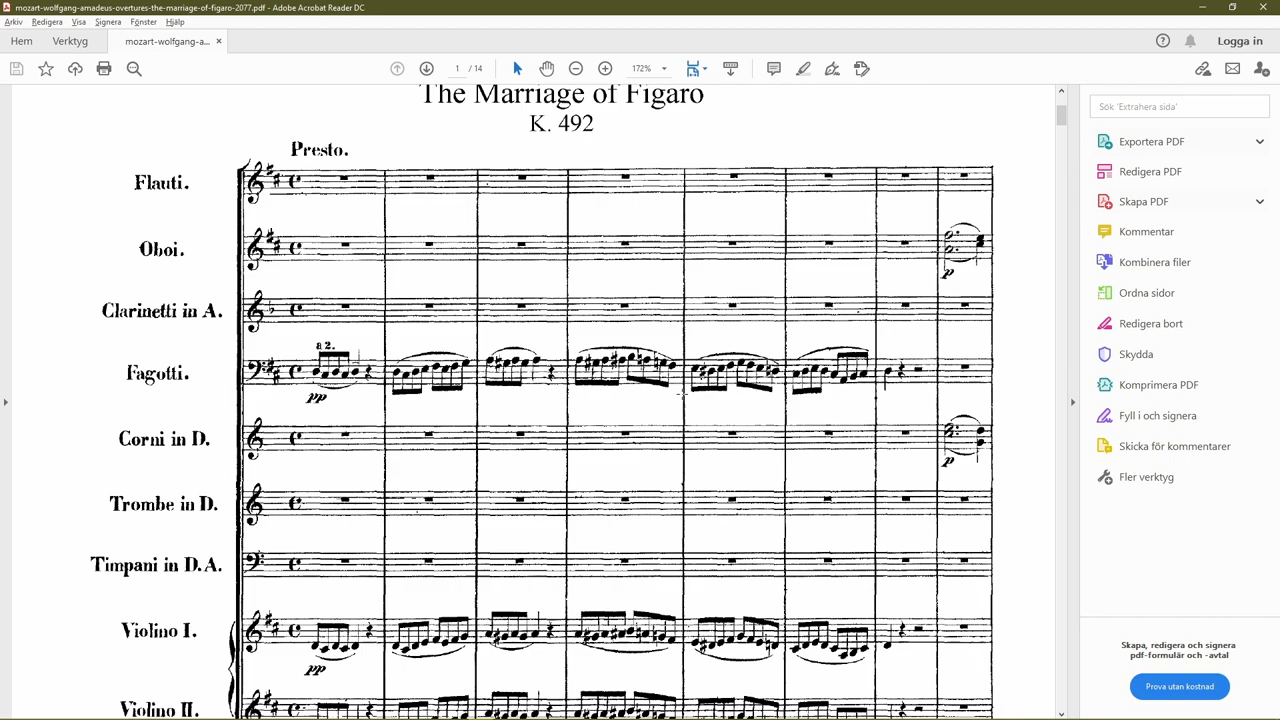 mozart-wolfgang-amadeus-overtures-the-marriage-of-figaro-2077.pdf - Adobe Acrobat Reader DC
Arkiv Redigera Visa Signera Fönster Hjälp
Hem Verktyg mozart-wolfgang-a... × Logga in
1 / 14 172%
The Marriage of Figaro
K. 492
Presto.
Flauti.
Oboi.
p
Clarinetti in A.
a 2.
Fagotti.
pp
Corni in D.
p
Trombe in D.
Timpani in D.A.
Violino I.
pp
Violino II.
Sök 'Extrahera sida'
Exportera PDF
Redigera PDF
Skapa PDF
Kommentar
Kombinera filer
Ordna sidor
Redigera bort
Skydda
Komprimera PDF
Fyll i och signera
Skicka för kommentarer
Fler verktyg
Skapa, redigera och signera
pdf-formulär och -avtal
Prova utan kostnad